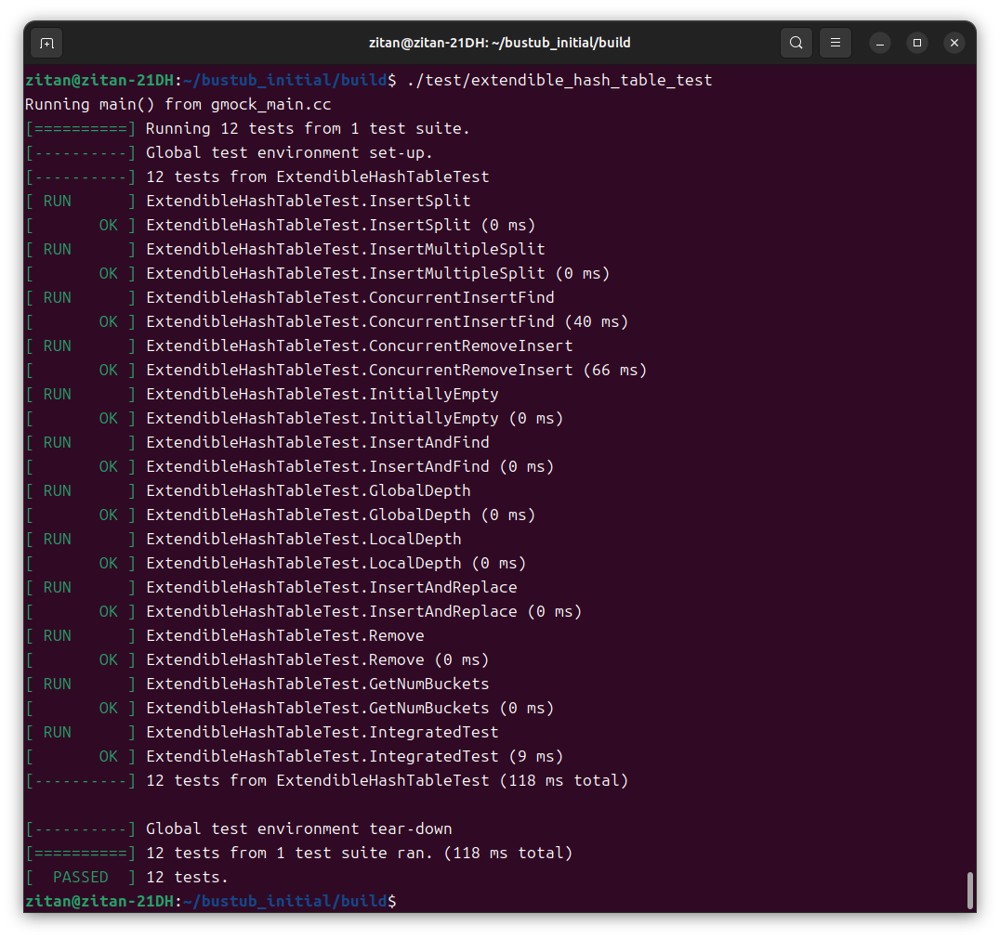 zitan@zitan-21DH: ~/bustub_initial/build
zitan@zitan-21DH:~/bustub_initial/build$ ./test/extendible_hash_table_test
Running main() from gmock_main.cc
[==========] Running 12 tests from 1 test suite.
[----------] Global test environment set-up.
[----------] 12 tests from ExtendibleHashTableTest
[ RUN      ] ExtendibleHashTableTest.InsertSplit
[       OK ] ExtendibleHashTableTest.InsertSplit (0 ms)
[ RUN      ] ExtendibleHashTableTest.InsertMultipleSplit
[       OK ] ExtendibleHashTableTest.InsertMultipleSplit (0 ms)
[ RUN      ] ExtendibleHashTableTest.ConcurrentInsertFind
[       OK ] ExtendibleHashTableTest.ConcurrentInsertFind (40 ms)
[ RUN      ] ExtendibleHashTableTest.ConcurrentRemoveInsert
[       OK ] ExtendibleHashTableTest.ConcurrentRemoveInsert (66 ms)
[ RUN      ] ExtendibleHashTableTest.InitiallyEmpty
[       OK ] ExtendibleHashTableTest.InitiallyEmpty (0 ms)
[ RUN      ] ExtendibleHashTableTest.InsertAndFind
[       OK ] ExtendibleHashTableTest.InsertAndFind (0 ms)
[ RUN      ] ExtendibleHashTableTest.GlobalDepth
[       OK ] ExtendibleHashTableTest.GlobalDepth (0 ms)
[ RUN      ] ExtendibleHashTableTest.LocalDepth
[       OK ] ExtendibleHashTableTest.LocalDepth (0 ms)
[ RUN      ] ExtendibleHashTableTest.InsertAndReplace
[       OK ] ExtendibleHashTableTest.InsertAndReplace (0 ms)
[ RUN      ] ExtendibleHashTableTest.Remove
[       OK ] ExtendibleHashTableTest.Remove (0 ms)
[ RUN      ] ExtendibleHashTableTest.GetNumBuckets
[       OK ] ExtendibleHashTableTest.GetNumBuckets (0 ms)
[ RUN      ] ExtendibleHashTableTest.IntegratedTest
[       OK ] ExtendibleHashTableTest.IntegratedTest (9 ms)
[----------] 12 tests from ExtendibleHashTableTest (118 ms total)
[----------] Global test environment tear-down
[==========] 12 tests from 1 test suite ran. (118 ms total)
[  PASSED  ] 12 tests.
zitan@zitan-21DH:~/bustub_initial/build$